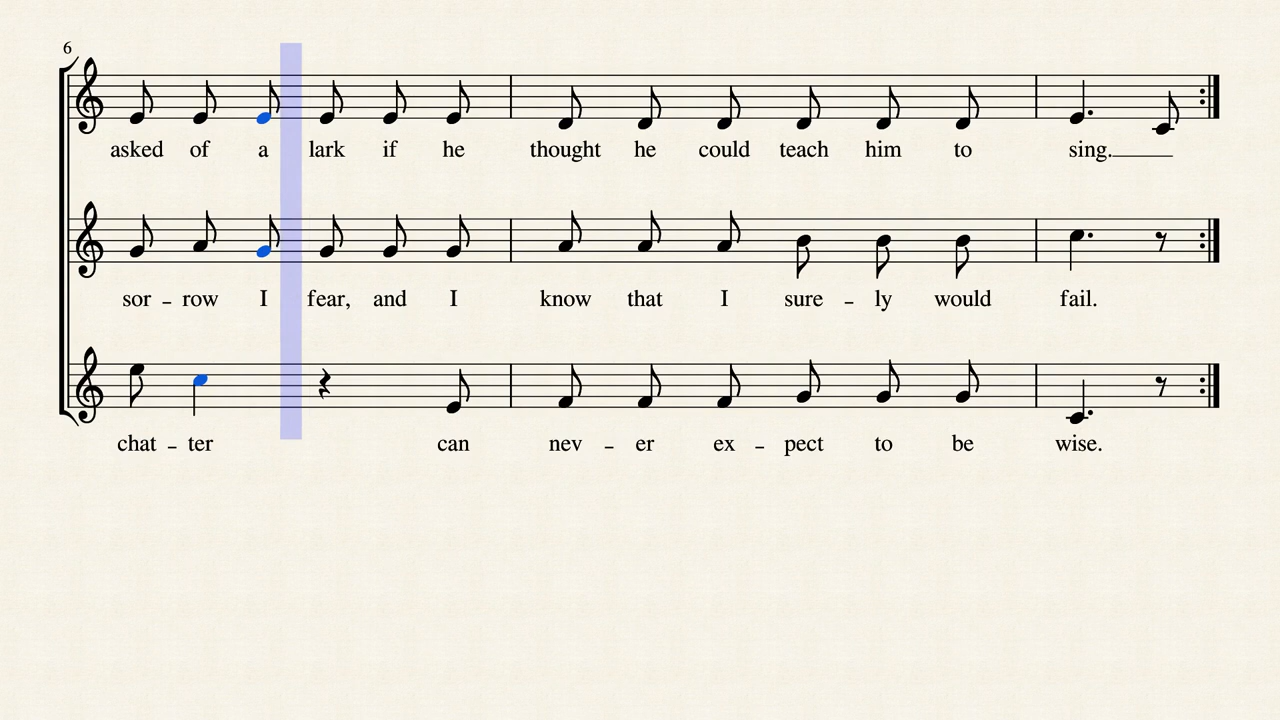 6
asked of a lark if he thought he could teach him to sing.
sor - row I fear, and I know that I sure - ly would fail.
chat - ter can nev - er ex - pect to be wise.